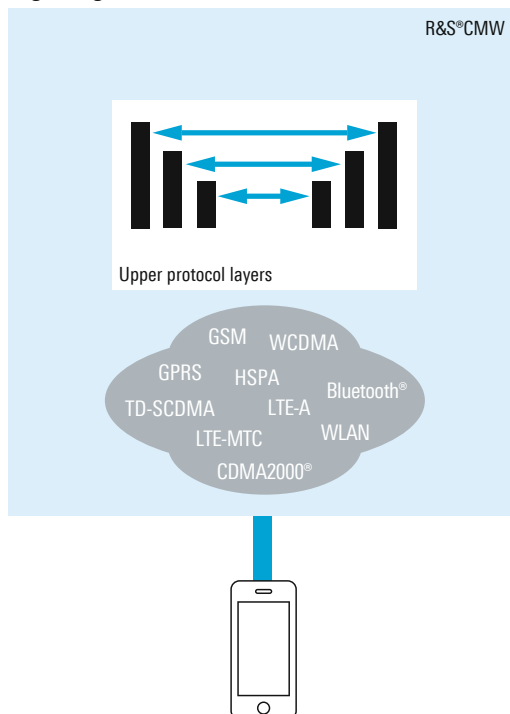 R&S®CMW
Upper protocol layers
GSM WCDMA
GPRS HSPA Bluetooth®
TD-SCDMA LTE-A
LTE-MTC WLAN
CDMA2000®